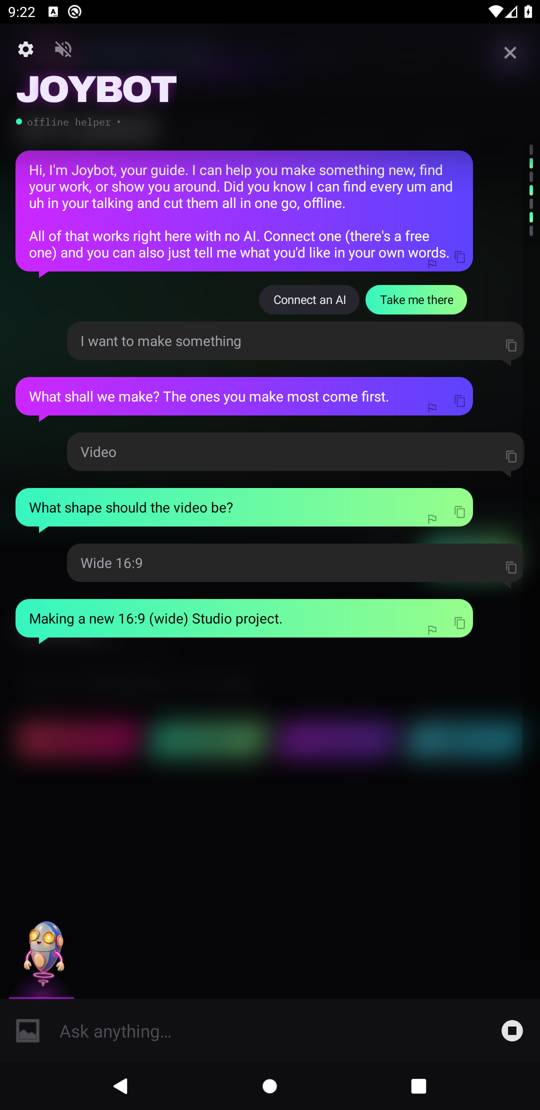 9:22
JOYBOT
offline helper •
Hi, I'm Joybot, your guide. I can help you make something new, find
your work, or show you around. Did you know I can find every um and
uh in your talking and cut them all in one go, offline.
All of that works right here with no AI. Connect one (there's a free
one) and you can also just tell me what you'd like in your own words.
Connect an AI
Take me there
I want to make something
What shall we make? The ones you make most come first.
Video
What shape should the video be?
Wide 16:9
Making a new 16:9 (wide) Studio project.
Ask anything…